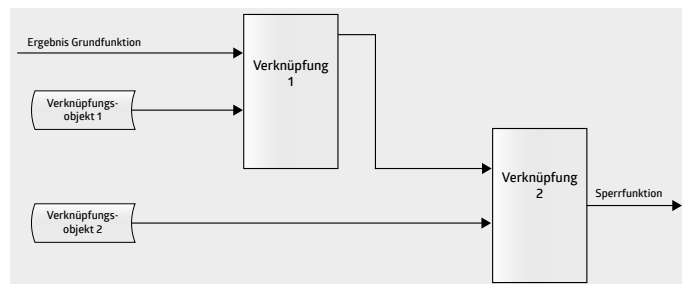 Ergebnis Grundfunktion
Verknüpfung
1
Verknüpfungs-
objekt 1
Verknüpfung
2
Sperrfunktion
Verknüpfungs-
objekt 2